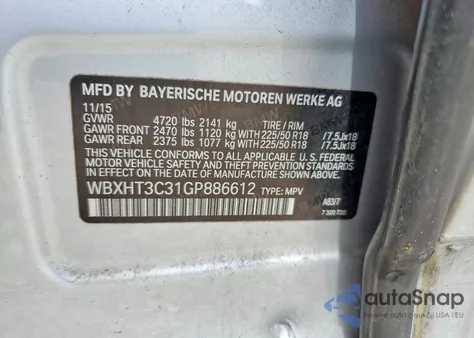 MFD BY BAYERISCHE MOTOREN WERKE AG
11/15
GVWR 4720 lbs 2141 kg TIRE / RIM
GAWR FRONT 2470 lbs 1120 kg WITH 225/50 R18 /7.5Jx18
GAWR REAR 2375 lbs 1077 kg WITH 225/50 R18 /7.5Jx18
THIS VEHICLE CONFORMS TO ALL APPLICABLE U. S. FEDERAL
MOTOR VEHICLE SAFETY, BUMPER, AND THEFT PREVENTION
STANDARDS IN EFFECT ON THE DATE OF MANUFACTURE
SHOWN ABOVE.
WBXHT3C31GP886612 TYPE: MPV
A83/7
autoSnap